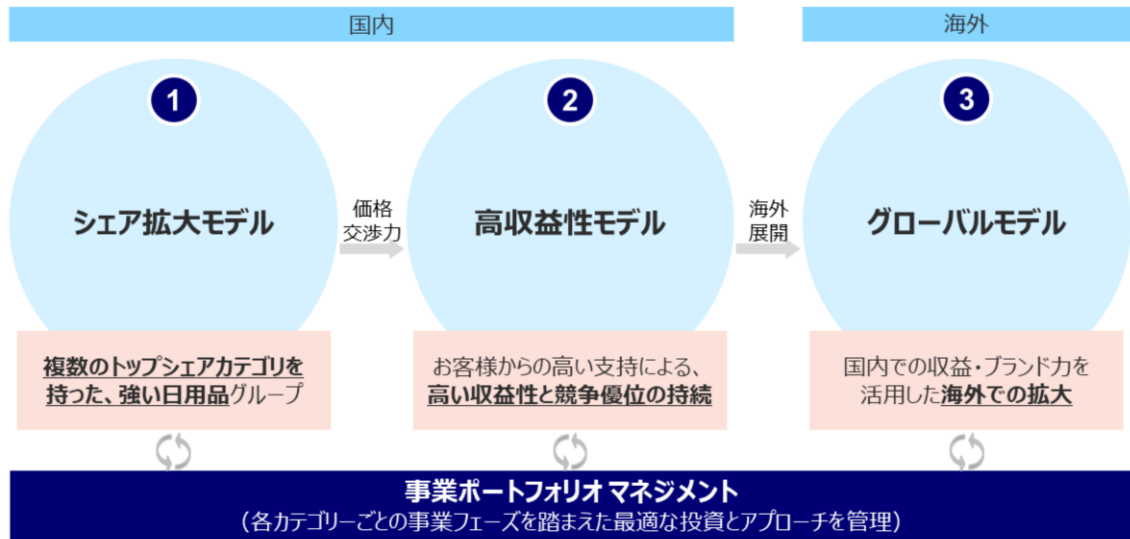 国内
海外
1
2
3
シェア拡大モデル
価格
交渉力
高収益性モデル
海外
展開
グローバルモデル
複数のトップシェアカテゴリを
持った、強い日用品グループ
お客様からの高い支持による、
高い収益性と競争優位の持続
国内での収益・ブランド力を
活用した海外での拡大
事業ポートフォリオ マネジメント
（各カテゴリーごとの事業フェーズを踏まえた最適な投資とアプローチを管理）